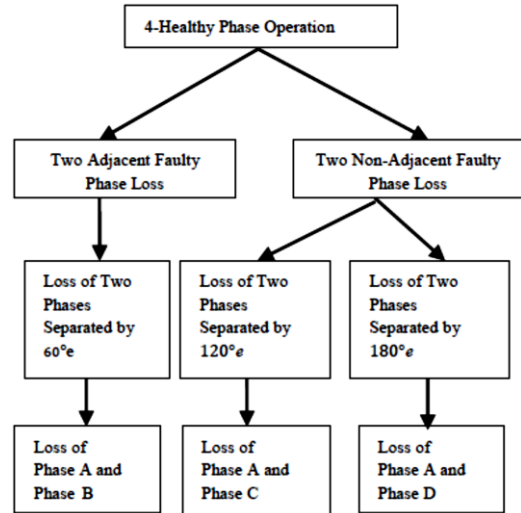 4-Healthy Phase Operation
Two Adjacent Faulty
Phase Loss
Two Non-Adjacent Faulty
Phase Loss
Loss of Two
Phases
Separated by
60°e
Loss of Two
Phases
Separated by
120°e
Loss of Two
Phases
Separated by
180°e
Loss of
Phase A and
Phase B
Loss of
Phase A and
Phase C
Loss of
Phase A and
Phase D